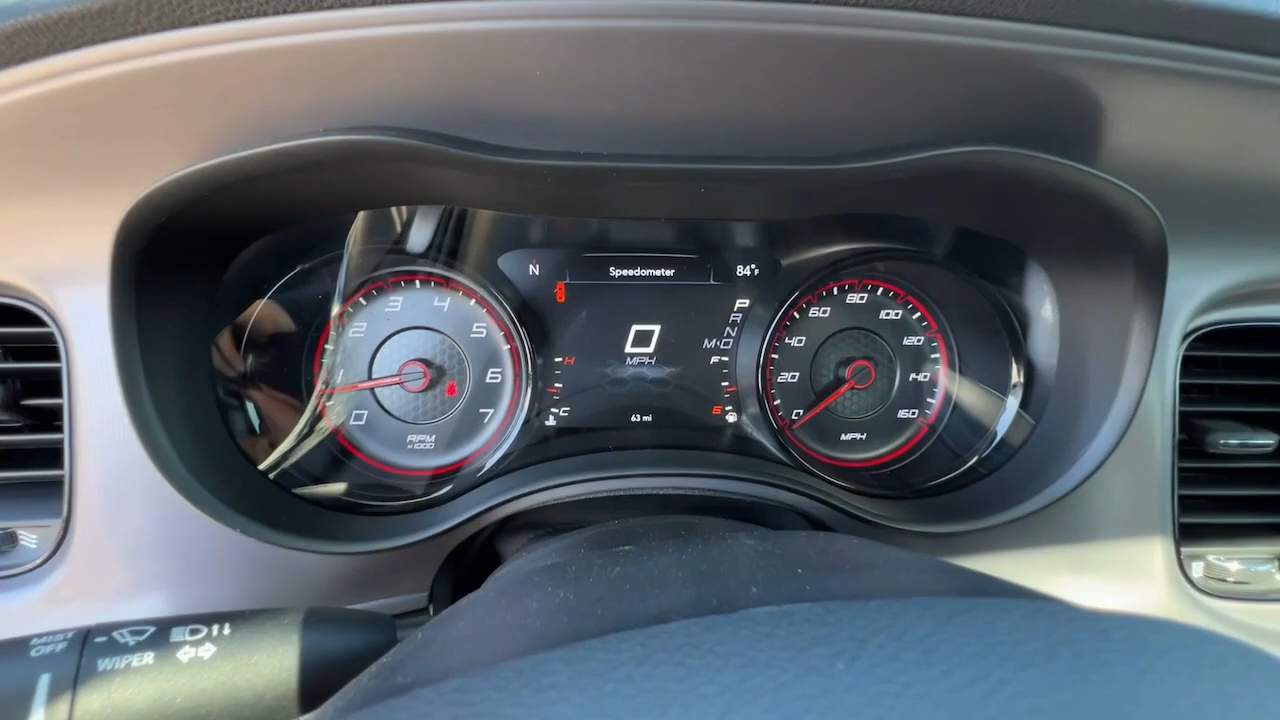 N
Speedometer
84°F
0
MPH
63 mi
P
R
N
M◂D
H
C
F
E
0
1
2
3
4
5
6
7
RPM
x1000
0
20
40
60
80
100
120
140
160
MPH
MIST
OFF
WIPER